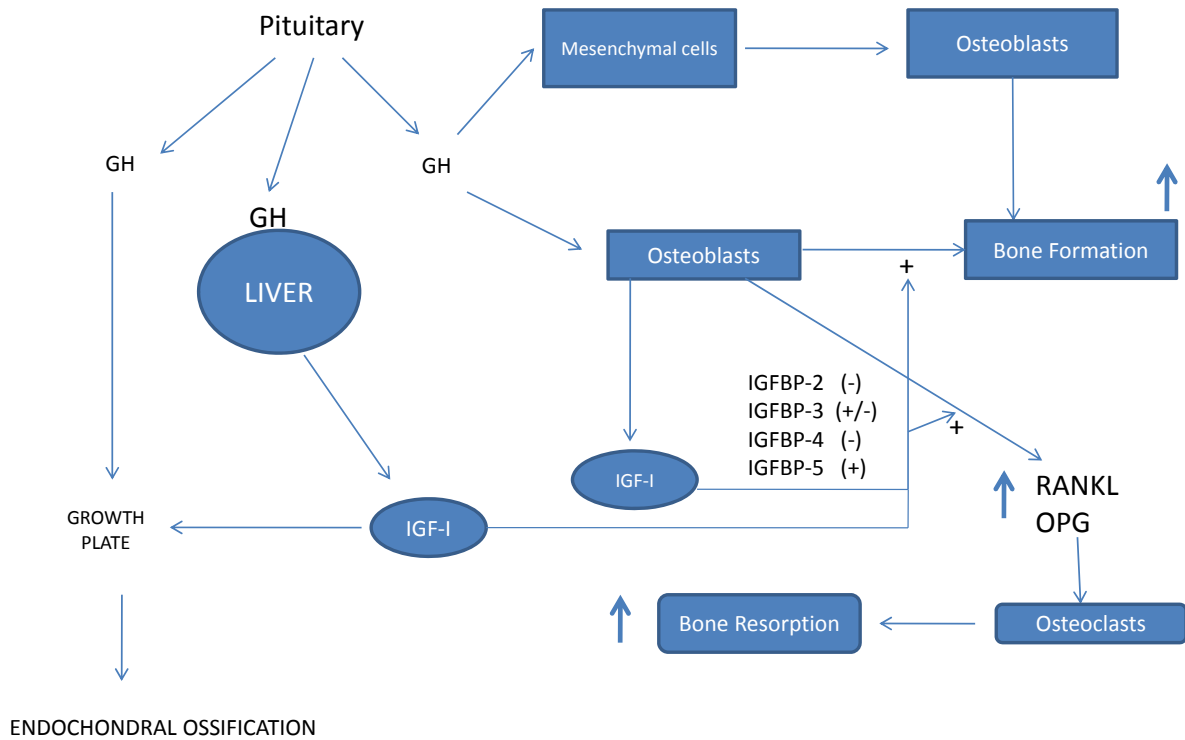 Pituitary
Mesenchymal cells
Osteoblasts
GH
GH
GH
LIVER
Osteoblasts
Bone Formation
+
IGFBP-2 (-)
IGFBP-3 (+/-)
IGFBP-4 (-)
IGFBP-5 (+)
+
IGF-I
RANKL
OPG
GROWTH
PLATE
IGF-I
Bone Resorption
Osteoclasts
ENDOCHONDRAL OSSIFICATION